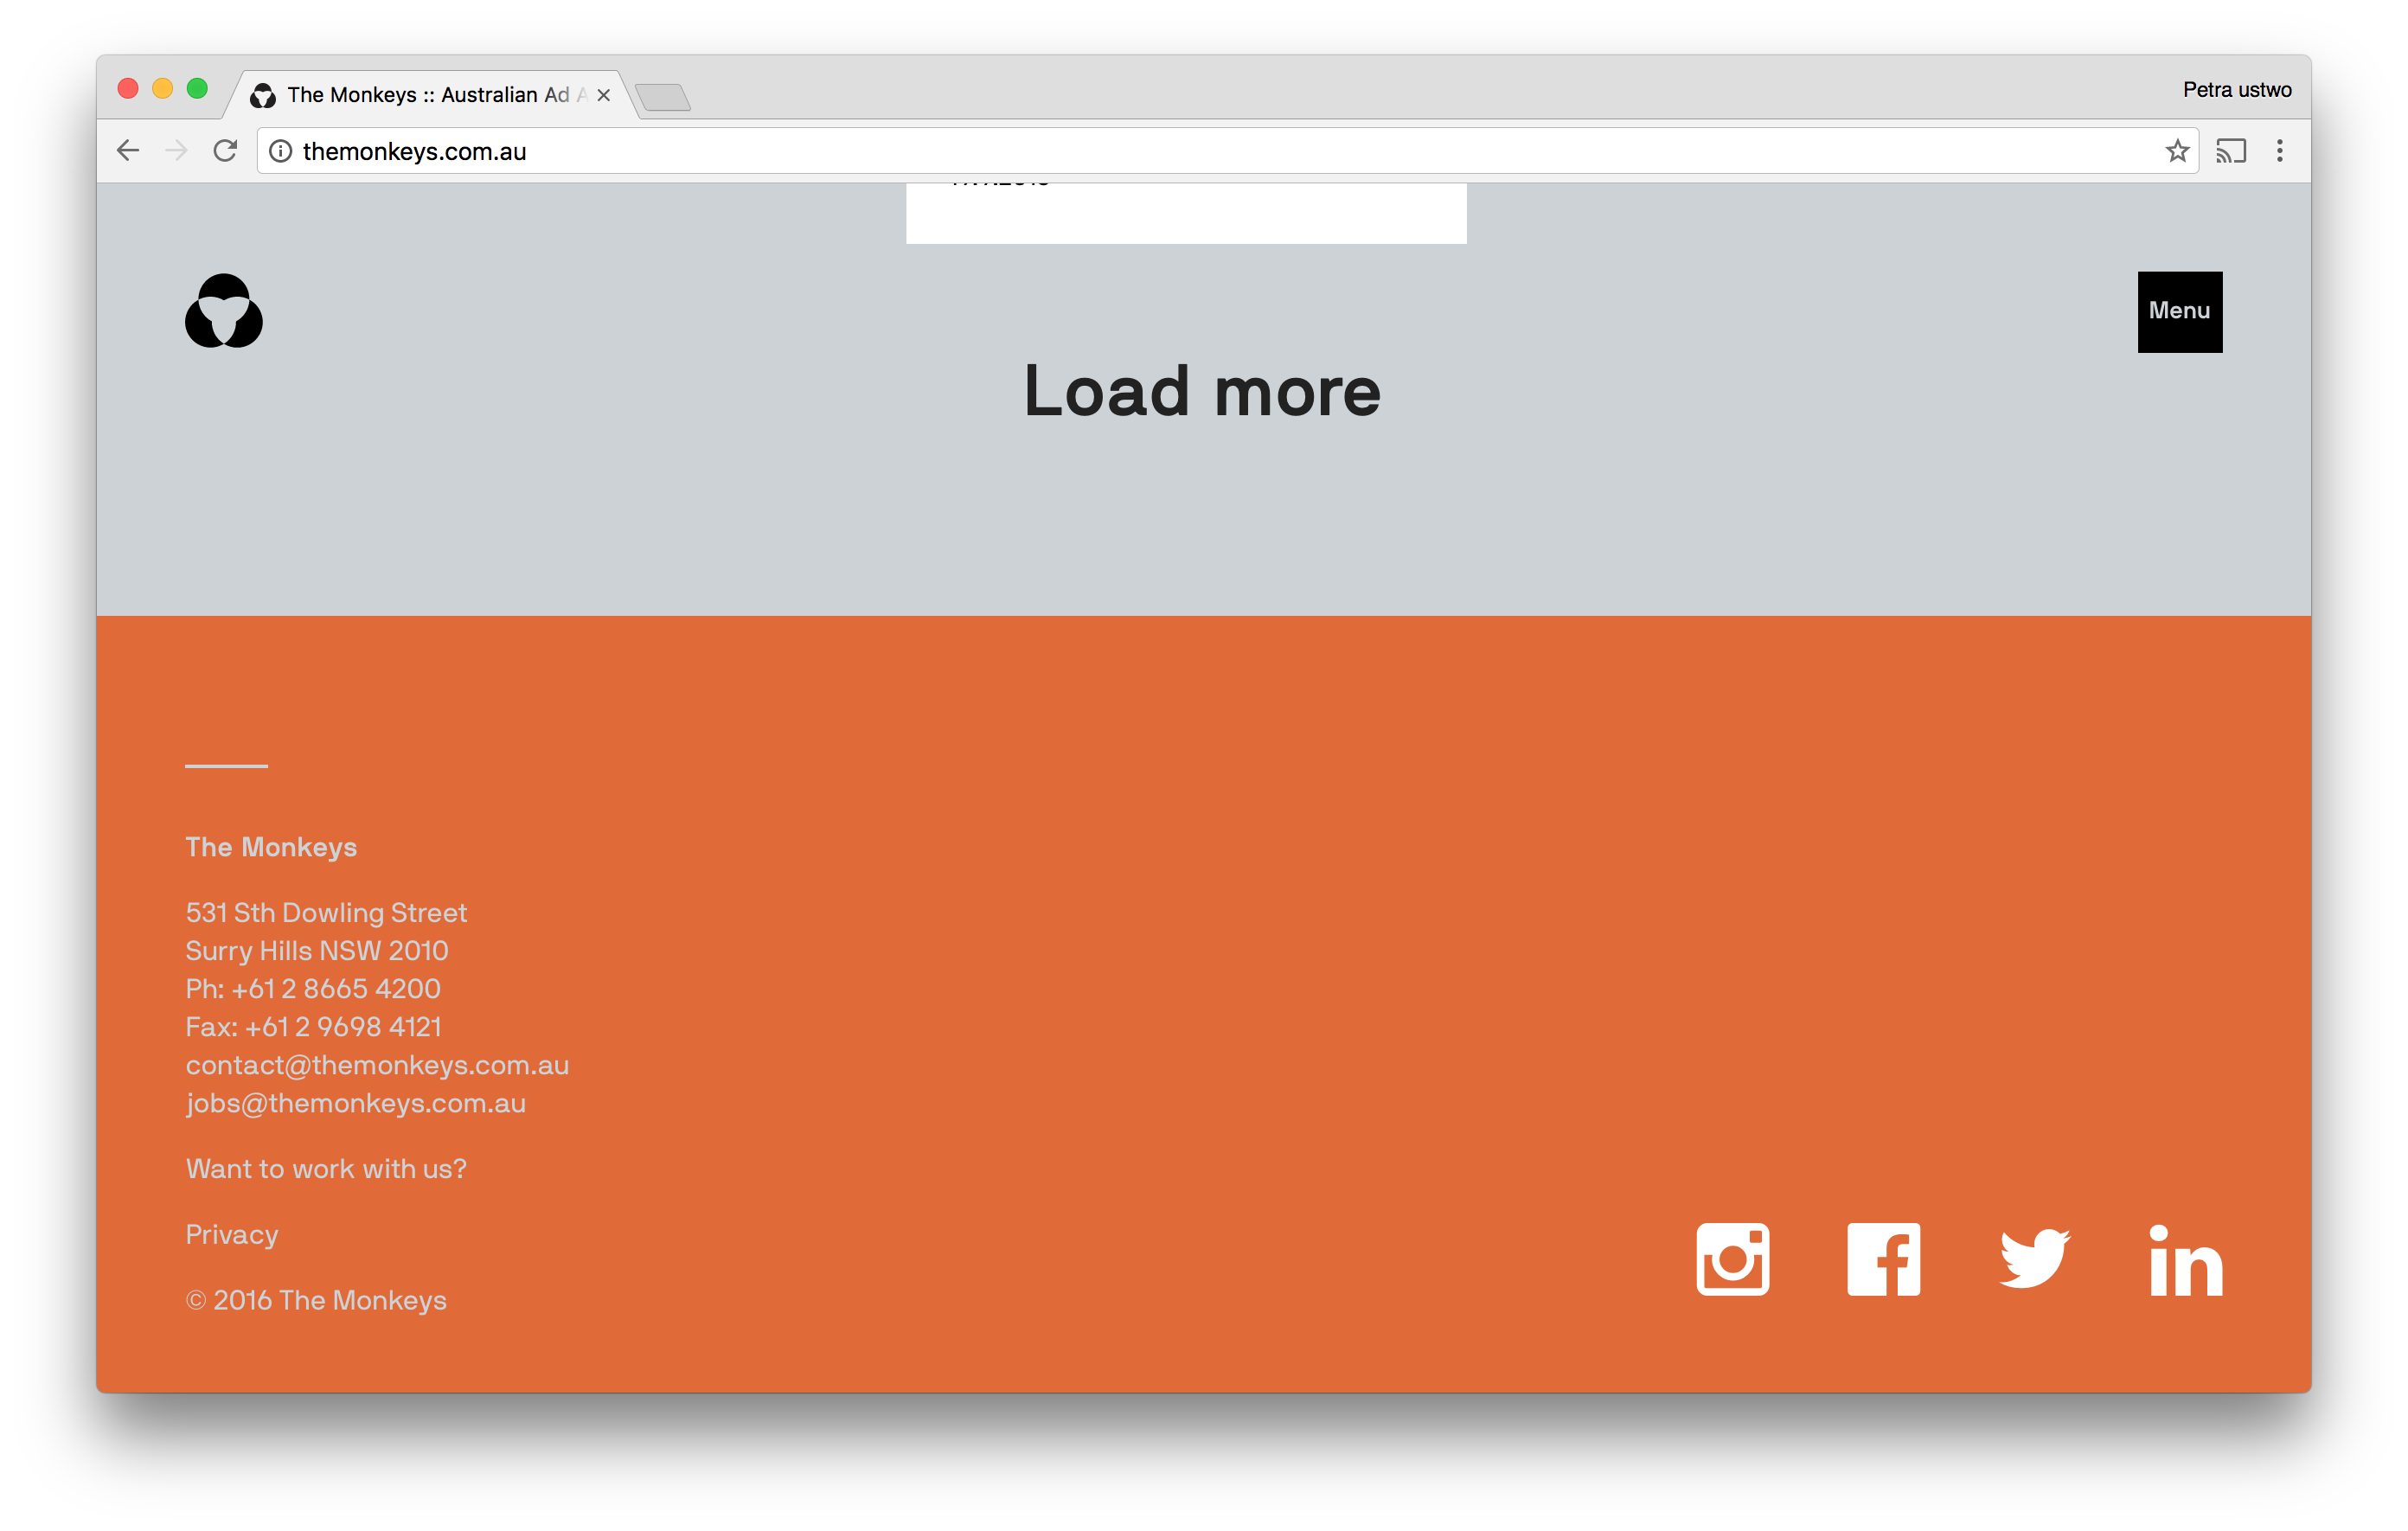 The Monkeys :: Australian Ad
Petra ustwo
themonkeys.com.au
Menu
Load more
The Monkeys
531 Sth Dowling Street
Surry Hills NSW 2010
Ph: +61 2 8665 4200
Fax: +61 2 9698 4121
contact@themonkeys.com.au
jobs@themonkeys.com.au
Want to work with us?
Privacy
© 2016 The Monkeys